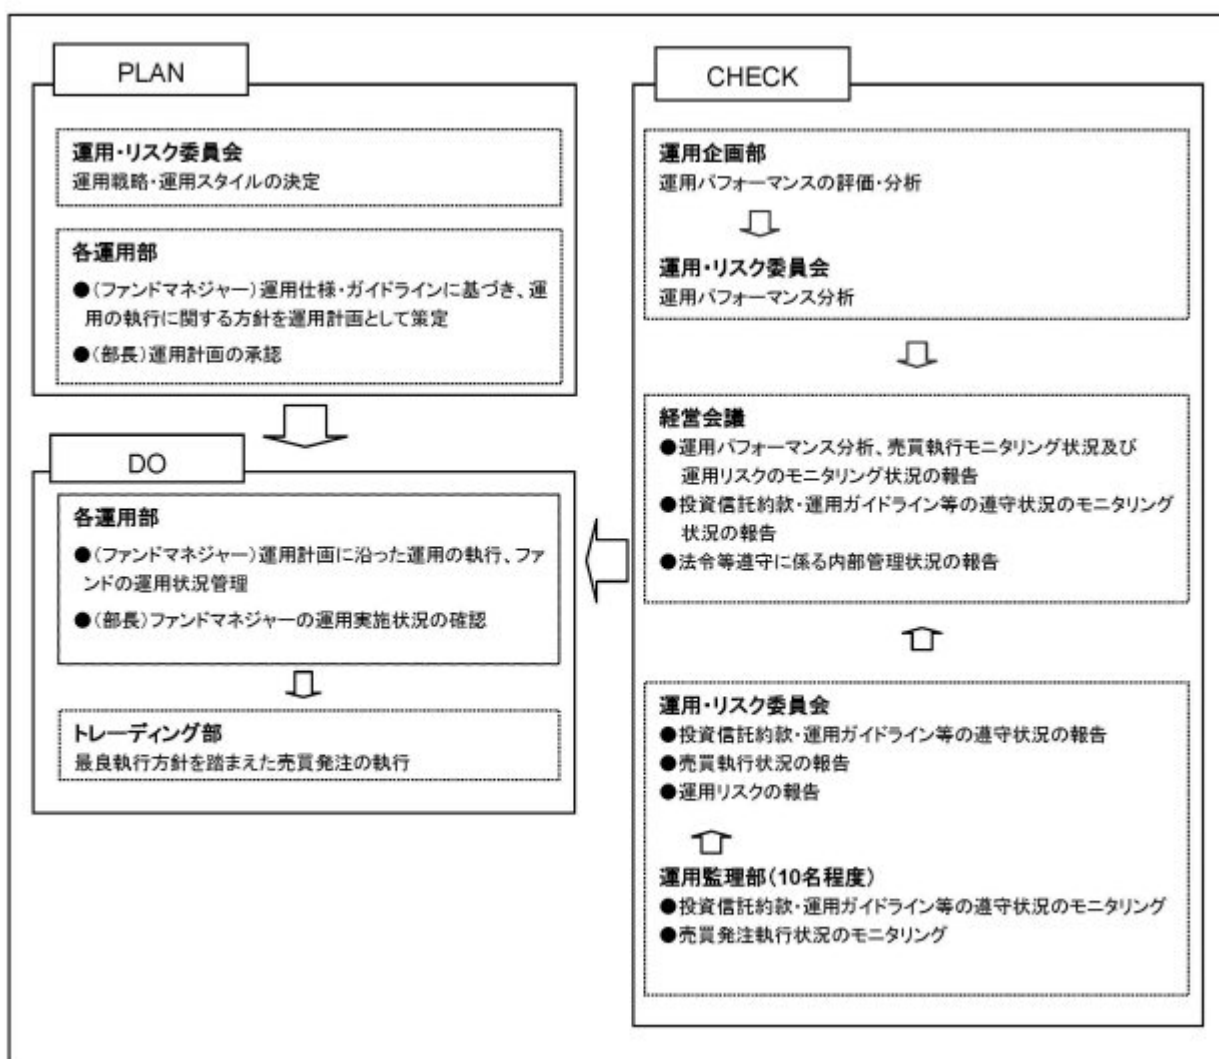 PLAN
運用・リスク委員会
運用戦略・運用スタイルの決定
各運用部
●(ファンドマネジャー)運用仕様・ガイドラインに基づき、運
用の執行に関する方針を運用計画として策定
●(部長)運用計画の承認
DO
各運用部
●(ファンドマネジャー)運用計画に沿った運用の執行、ファ
ンドの運用状況管理
●(部長)ファンドマネジャーの運用実施状況の確認
トレーディング部
最良執行方針を踏まえた売買発注の執行
CHECK
運用企画部
運用パフォーマンスの評価・分析
運用・リスク委員会
運用パフォーマンス分析
経営会議
●運用パフォーマンス分析、売買執行モニタリング状況及び
運用リスクのモニタリング状況の報告
●投資信託約款・運用ガイドライン等の遵守状況のモニタリング
状況の報告
●法令等遵守に係る内部管理状況の報告
運用・リスク委員会
●投資信託約款・運用ガイドライン等の遵守状況の報告
●売買執行状況の報告
●運用リスクの報告
運用監理部(10名程度)
●投資信託約款・運用ガイドライン等の遵守状況のモニタリング
●売買発注執行状況のモニタリング